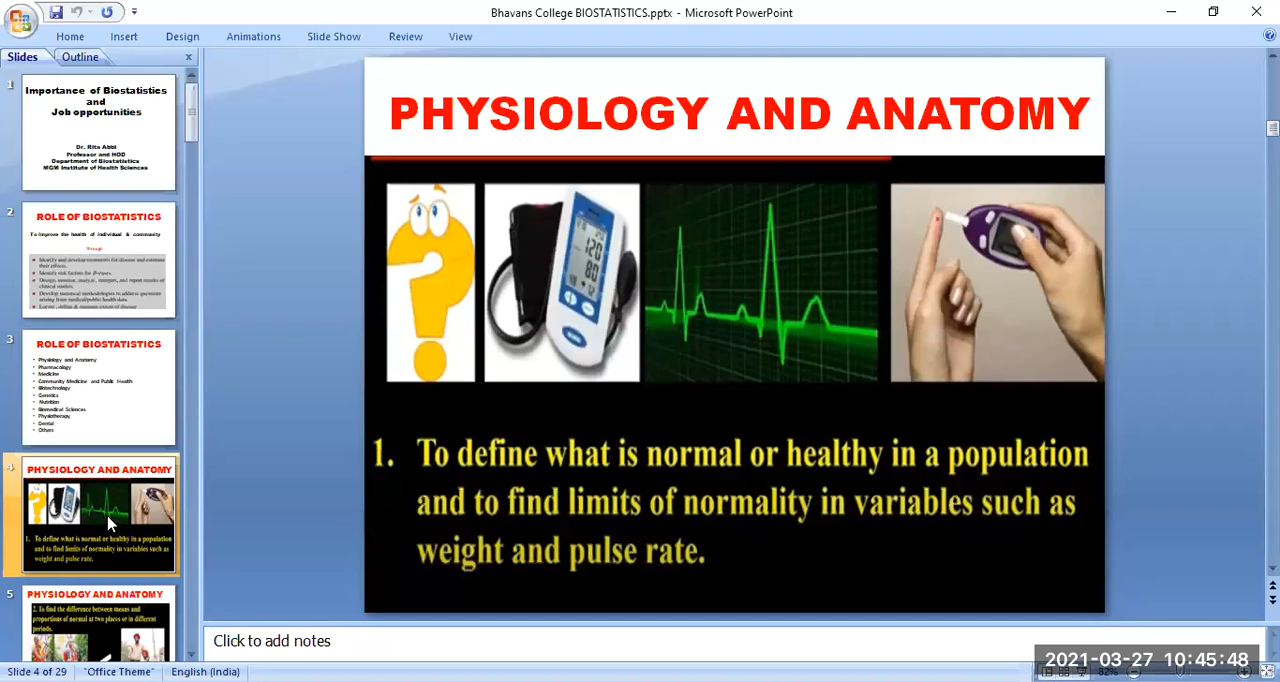 Bhavans College BIOSTATISTICS.pptx - Microsoft PowerPoint
Home Insert Design Animations Slide Show Review View
Slides Outline
1
Importance of Biostatistics
and
Job opportunities
Dr. Rita Abbi
Professor and HOD
Department of Biostatistics
MGM Institute of Health Sciences
2
ROLE OF BIOSTATISTICS
To improve the health of individual & community
3
ROLE OF BIOSTATISTICS
• Physiology and Anatomy
• Pharmacology
• Medicine
• Community Medicine and Public Health
• Biotechnology
• Genetics
• Nutrition
• Biomedical Sciences
• Physiotherapy
• Dental
• Others
4
PHYSIOLOGY AND ANATOMY
1. To define what is normal or healthy in a population
and to find limits of normality in variables such as
weight and pulse rate.
5
PHYSIOLOGY AND ANATOMY
2. To find the difference between means and
proportions of normal at two places or in different
periods.
PHYSIOLOGY AND ANATOMY
120
80
1. To define what is normal or healthy in a population
and to find limits of normality in variables such as
weight and pulse rate.
Click to add notes
Slide 4 of 29 "Office Theme" English (India)
2021-03-27 10:45:48
82%